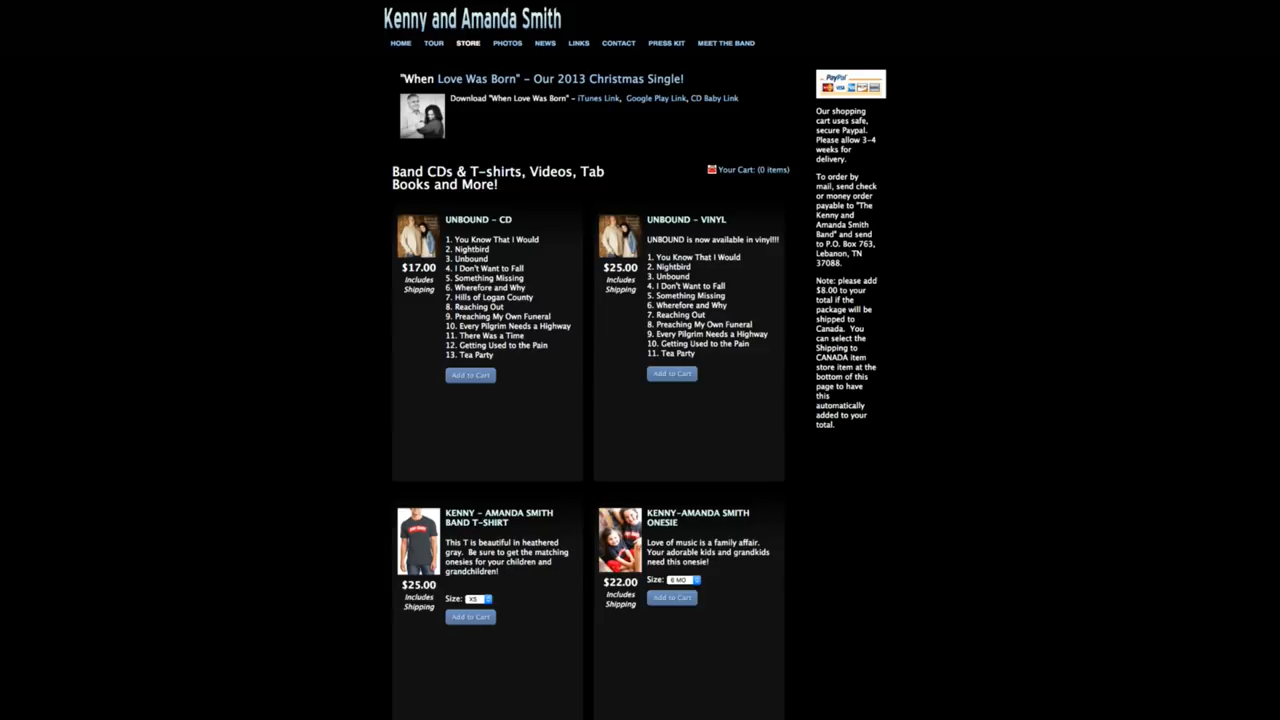 Kenny and Amanda Smith
HOME TOUR STORE PHOTOS NEWS LINKS CONTACT PRESS KIT MEET THE BAND
"When Love Was Born" - Our 2013 Christmas Single!
Download "When Love Was Born" - iTunes Link, Google Play Link, CD Baby Link
Band CDs & T-shirts, Videos, Tab
Books and More!
Your Cart: (0 items)
UNBOUND - CD
$17.00
Includes
Shipping
1. You Know That I Would
2. Nightbird
3. Unbound
4. I Don't Want to Fall
5. Something Missing
6. Wherefore and Why
7. Hills of Logan County
8. Reaching Out
9. Preaching My Own Funeral
10. Every Pilgrim Needs a Highway
11. There Was a Time
12. Getting Used to the Pain
13. Tea Party
Add to Cart
UNBOUND - VINYL
$25.00
Includes
Shipping
UNBOUND is now available in vinyl!!!!
1. You Know That I Would
2. Nightbird
3. Unbound
4. I Don't Want to Fall
5. Something Missing
6. Wherefore and Why
7. Reaching Out
8. Preaching My Own Funeral
9. Every Pilgrim Needs a Highway
10. Getting Used to the Pain
11. Tea Party
Add to Cart
KENNY - AMANDA SMITH
BAND T-SHIRT
$25.00
Includes
Shipping
This T is beautiful in heathered
gray. Be sure to get the matching
onesies for your children and
grandchildren!
Size: XS
Add to Cart
KENNY-AMANDA SMITH
ONESIE
$22.00
Includes
Shipping
Love of music is a family affair.
Your adorable kids and grandkids
need this onesie!
Size: 6 MO
Add to Cart
PayPal
VISA
Our shopping
cart uses safe,
secure Paypal.
Please allow 3-4
weeks for
delivery.
To order by
mail, send check
or money order
payable to "The
Kenny and
Amanda Smith
Band" and send
to P.O. Box 763,
Lebanon, TN
37088.
Note: please add
$8.00 to your
total if the
package will be
shipped to
Canada. You
can select the
Shipping to
CANADA item
store item at the
bottom of this
page to have
this
automatically
added to your
total.